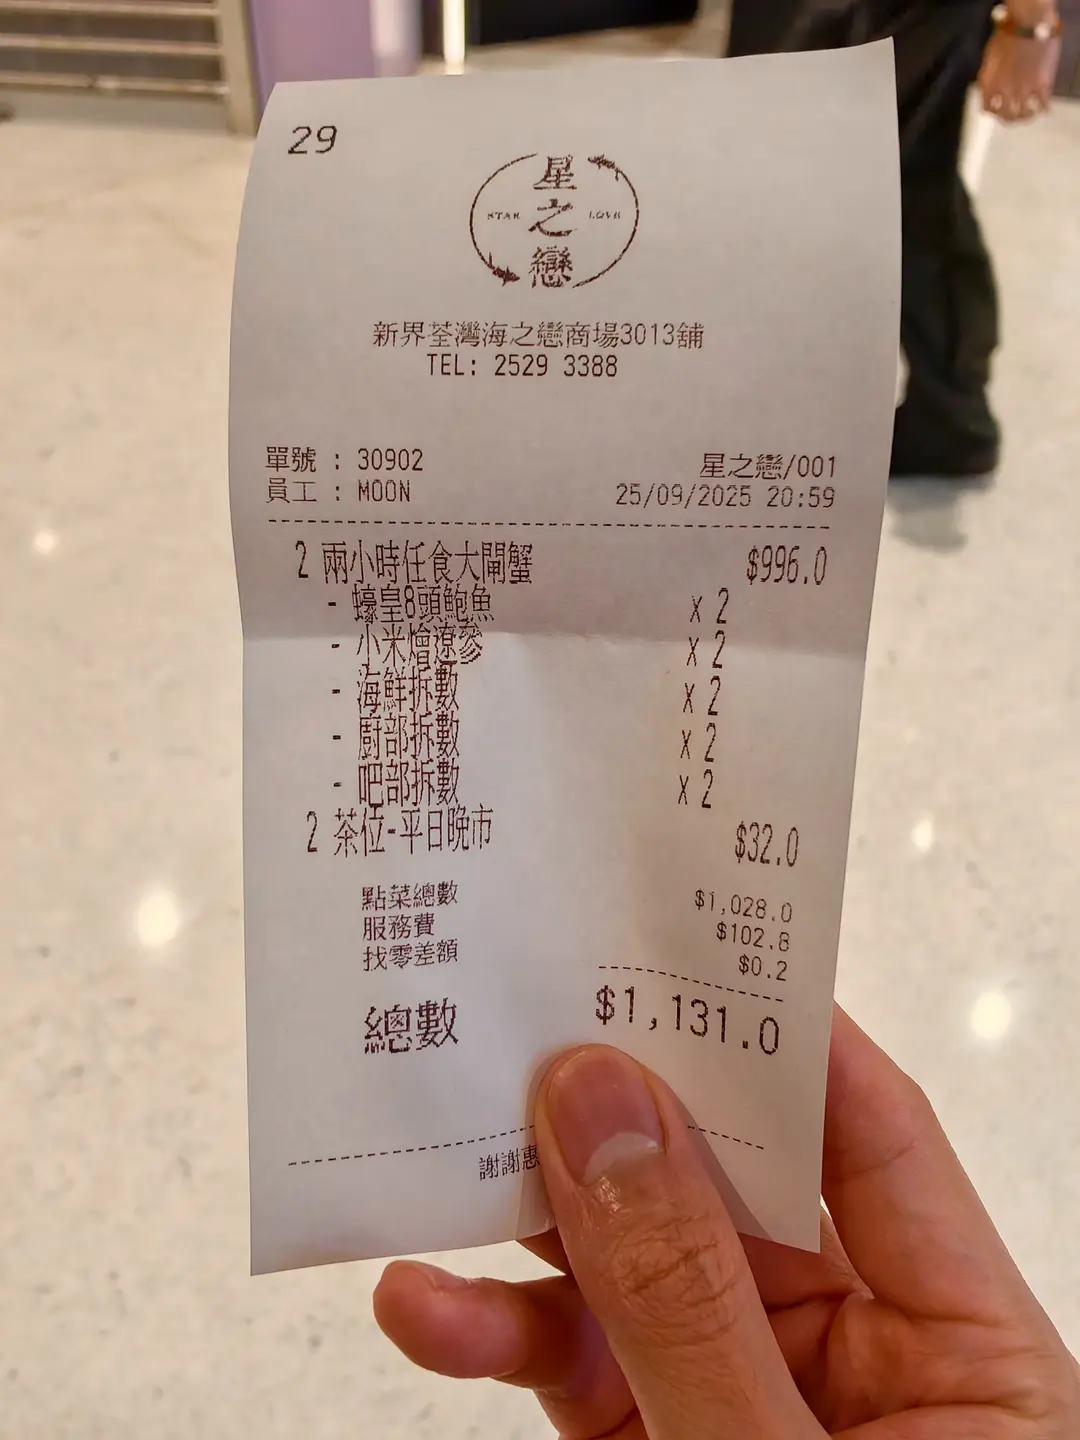 29
星之戀
STAR LOVE
新界荃灣海之戀商場3013舖
TEL: 2529 3388
單號 : 30902 星之戀/001
員工 : MOON 25/09/2025 20:59
2 兩小時任食大閘蟹 $996.0
- 蠔皇8頭鮑魚 x 2
- 小米燴遼參 x 2
- 海鮮拆數 x 2
- 廚部拆數 x 2
- 吧部拆數 x 2
2 茶位-平日晚市 $32.0
點菜總數 $1,028.0
服務費 $102.8
找零差額 $0.2
總數 $1,131.0
謝謝惠